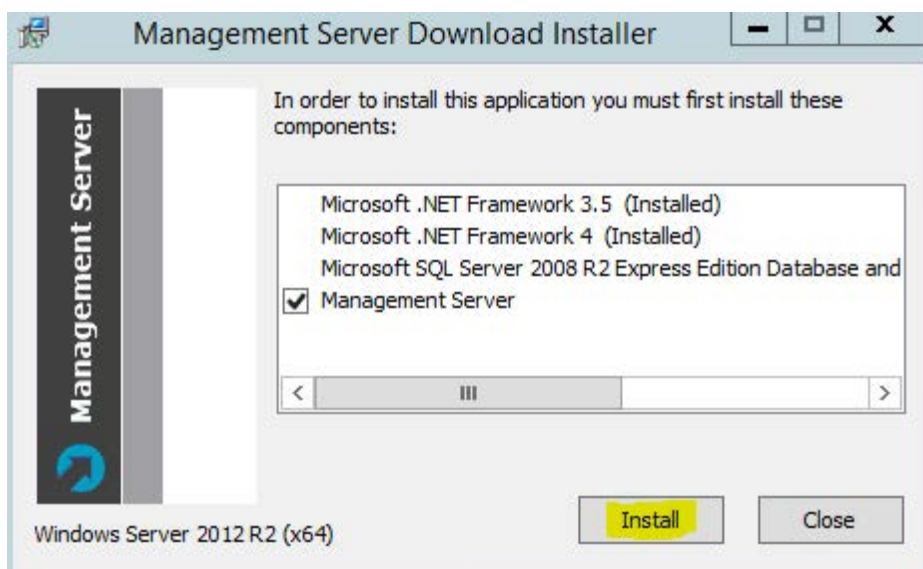 Management Server Download Installer
Management Server
In order to install this application you must first install these
components:
Microsoft .NET Framework 3.5 (Installed)
Microsoft .NET Framework 4 (Installed)
Microsoft SQL Server 2008 R2 Express Edition Database and
Management Server
Windows Server 2012 R2 (x64)
Install
Close